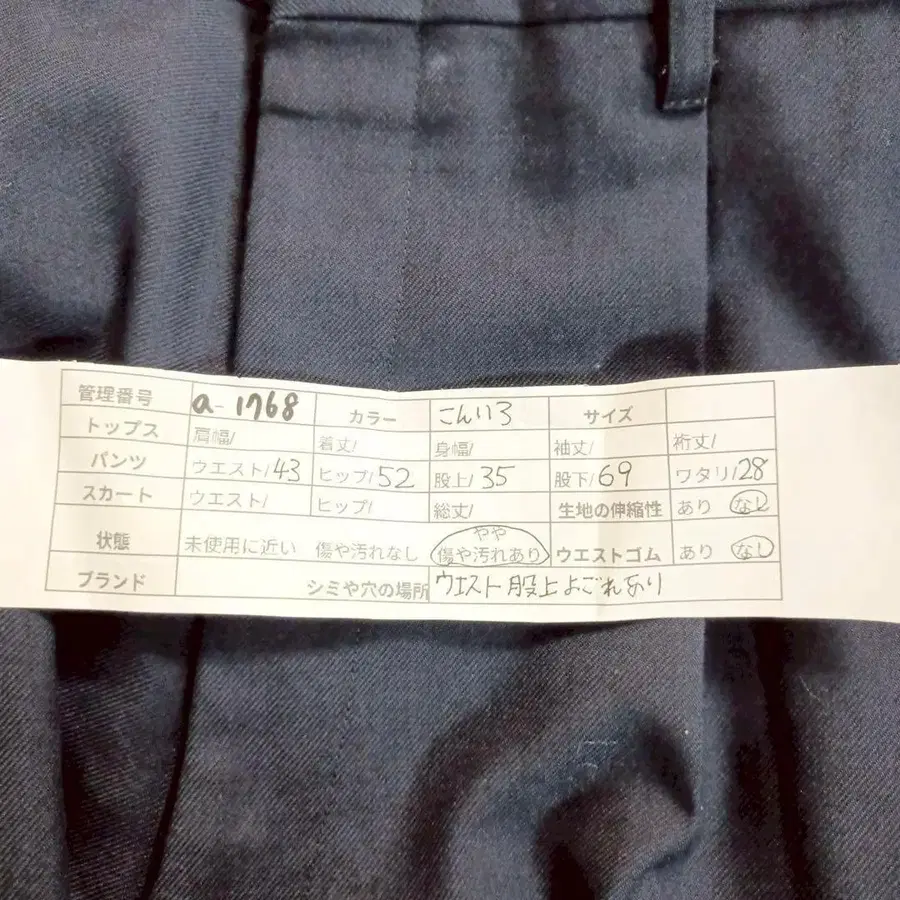 管理番号 a-1768 カラー こんいろ サイズ
トップス 肩幅/ 着丈/ 身幅/ 袖丈/ 裄丈/
パンツ ウエスト/43 ヒップ/52 股上/35 股下/69 ワタリ/28
スカート ウエスト/ ヒップ/ 総丈/ 生地の伸縮性 あり なし
やや
状態 未使用に近い 傷や汚れなし 傷や汚れあり ウエストゴム あり なし
ブランド シミや穴の場所 ウエスト股上よごれあり